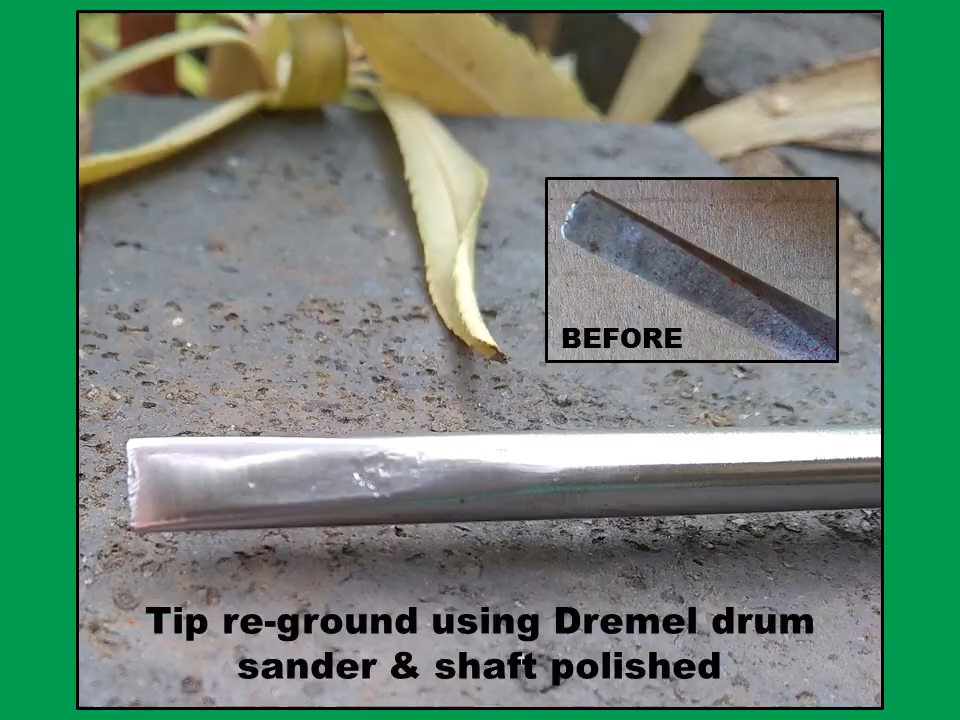 BEFORE
Tip re-ground using Dremel drum
sander & shaft polished